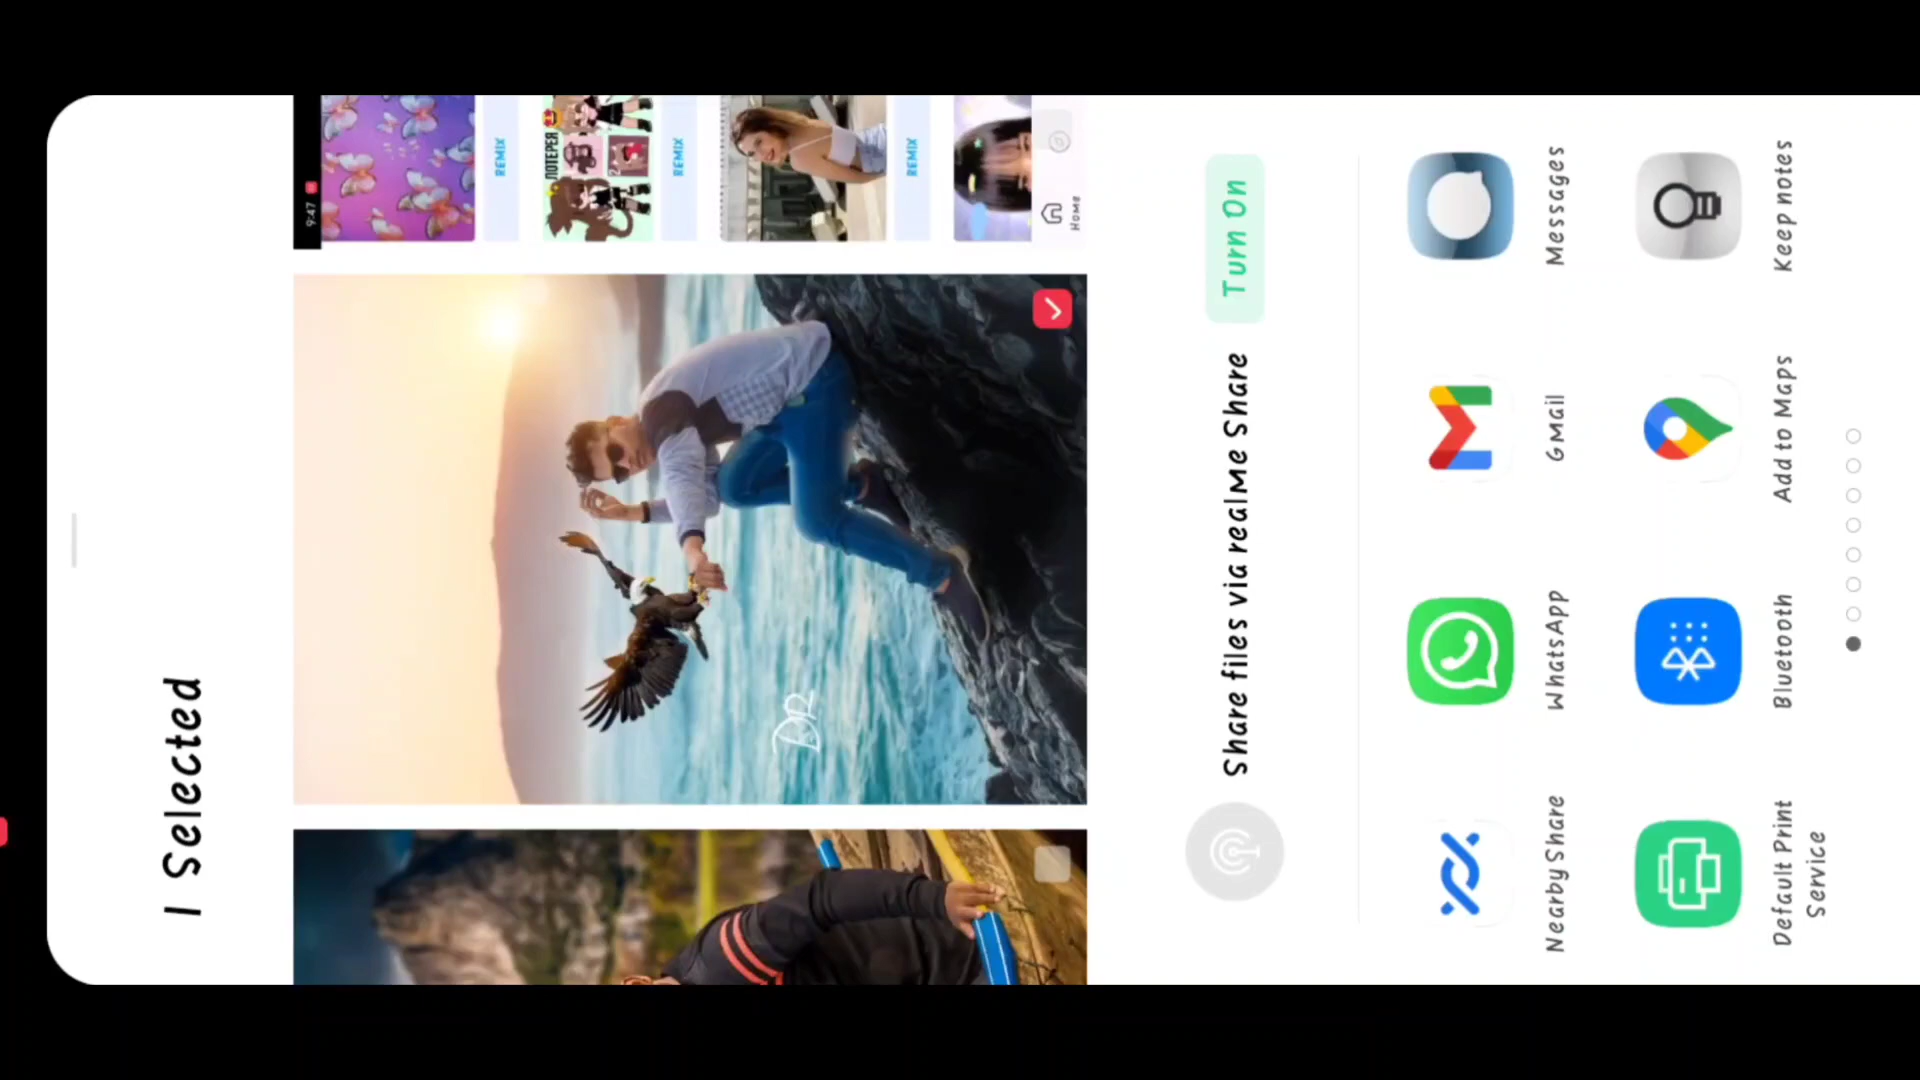 1 Selected
9:47
REMIX
ЛОТЕРЕЯ
REMIX
REMIX
Home
DR
Share files via realme Share
Turn On
Nearby Share
WhatsApp
Gmail
Messages
Default Print
Service
Bluetooth
Add to Maps
Keep notes